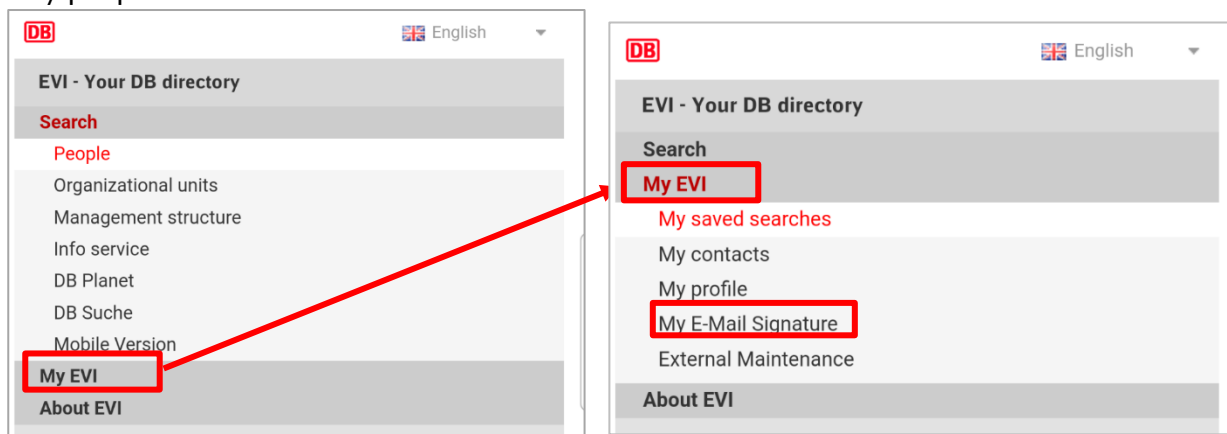 DB
English
EVI - Your DB directory
Search
People
Organizational units
Management structure
Info service
DB Planet
DB Suche
Mobile Version
My EVI
About EVI
DB
English
EVI - Your DB directory
Search
My EVI
My saved searches
My contacts
My profile
My E-Mail Signature
External Maintenance
About EVI